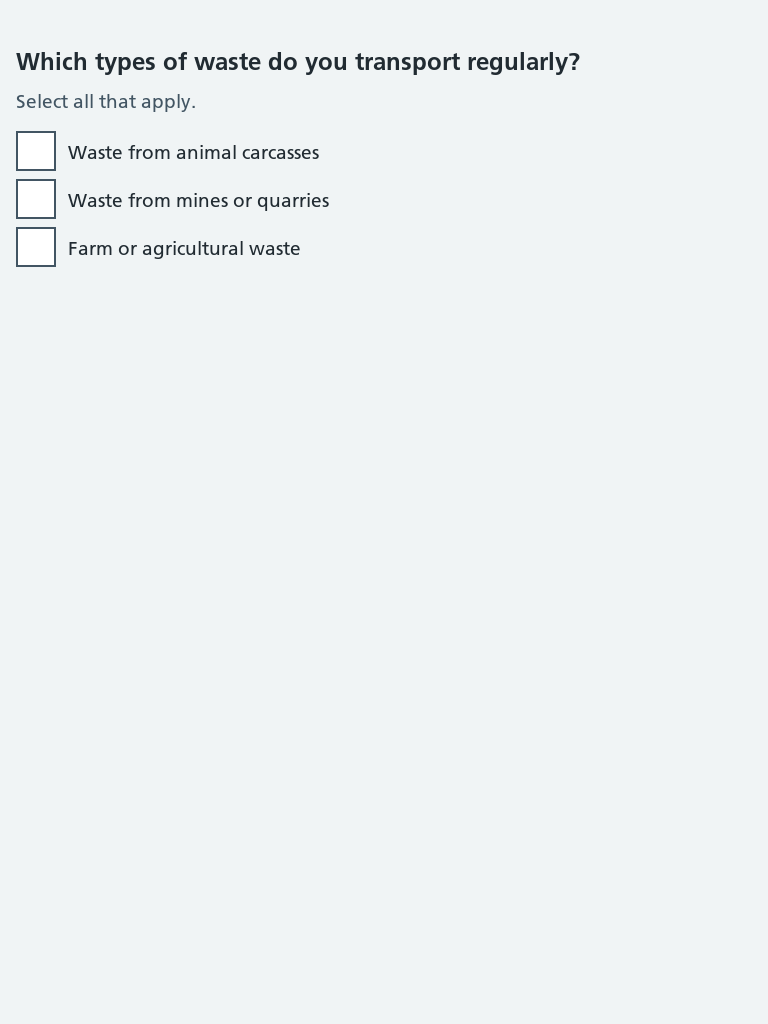 Which types of waste do you transport regularly?
Select all that apply.
Waste from animal carcasses
Waste from mines or quarries
Farm or agricultural waste